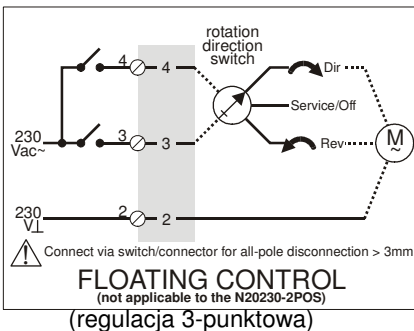 rotation
direction
switch
4 4
Dir
Service/Off
230
Vac~
3 3
Rev
M
~
230
V⊥
2 2
Connect via switch/connector for all-pole disconnection > 3mm
FLOATING CONTROL
(not applicable to the N20230-2POS)
(regulacja 3-punktowa)